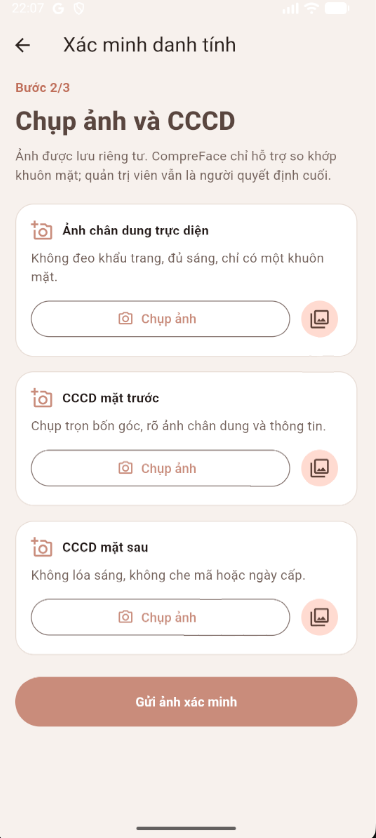 22:07
Xác minh danh tính
Bước 2/3
Chụp ảnh và CCCD
Ảnh được lưu riêng tư. CompreFace chỉ hỗ trợ so khớp
khuôn mặt; quản trị viên vẫn là người quyết định cuối.
Ảnh chân dung trực diện
Không đeo khẩu trang, đủ sáng, chỉ có một khuôn
mặt.
Chụp ảnh
CCCD mặt trước
Chụp trọn bốn góc, rõ ảnh chân dung và thông tin.
Chụp ảnh
CCCD mặt sau
Không lóa sáng, không che mã hoặc ngày cấp.
Chụp ảnh
Gửi ảnh xác minh